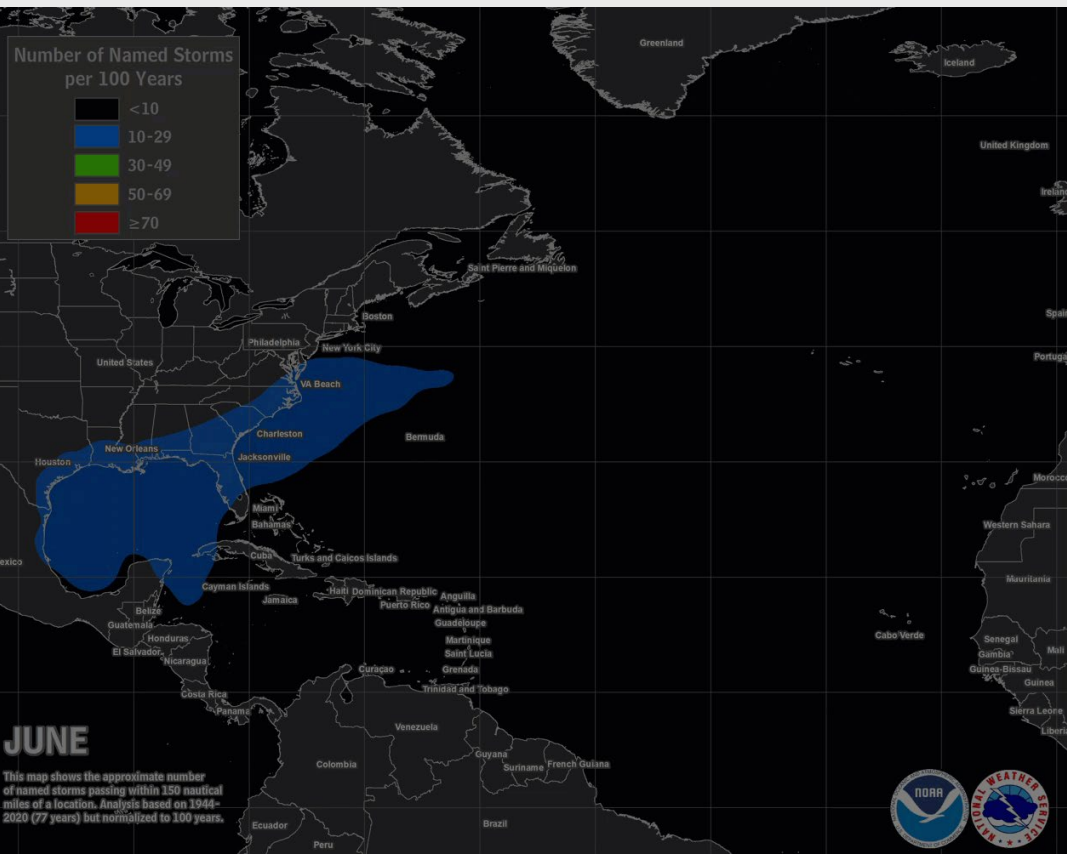 Number of Named Storms
per 100 Years
<10
10-29
30-49
50-69
≥70
Greenland
Iceland
United Kingdom
Saint Pierre and Miquelon
Boston
Philadelphia
New York City
United States
VA Beach
Charleston
Bermuda
New Orleans
Jacksonville
Houston
Miami
Bahamas
Cuba
Turks and Caicos Islands
Cayman Islands
Haiti
Dominican Republic
Jamaica
Puerto Rico
Anguilla
Antigua and Barbuda
Belize
Guadeloupe
Guatemala
Honduras
Martinique
El Salvador
Saint Lucia
Nicaragua
Curaçao
Grenada
Costa Rica
Trinidad and Tobago
Panama
Venezuela
Guyana
Colombia
Suriname
French Guiana
Ecuador
Brazil
Peru
Irelan
Spai
Portuga
Morocc
Western Sahara
Mauritania
Cabo Verde
Senegal
Mali
Gambia
Guinea-Bissau
Guinea
Sierra Leone
Liberi
exico
JUNE
This map shows the approximate number
of named storms passing within 150 nautical
miles of a location. Analysis based on 1944-
2020 (77 years) but normalized to 100 years.
NOAA
NATIONAL WEATHER SERVICE